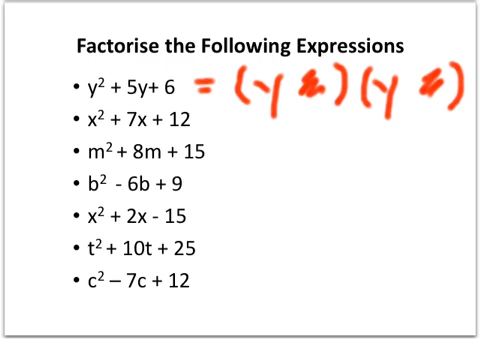 Factorise the Following Expressions
• y² + 5y+ 6 = (y ) (y )
• x² + 7x + 12
• m² + 8m + 15
• b² - 6b + 9
• x² + 2x - 15
• t² + 10t + 25
• c² – 7c + 12